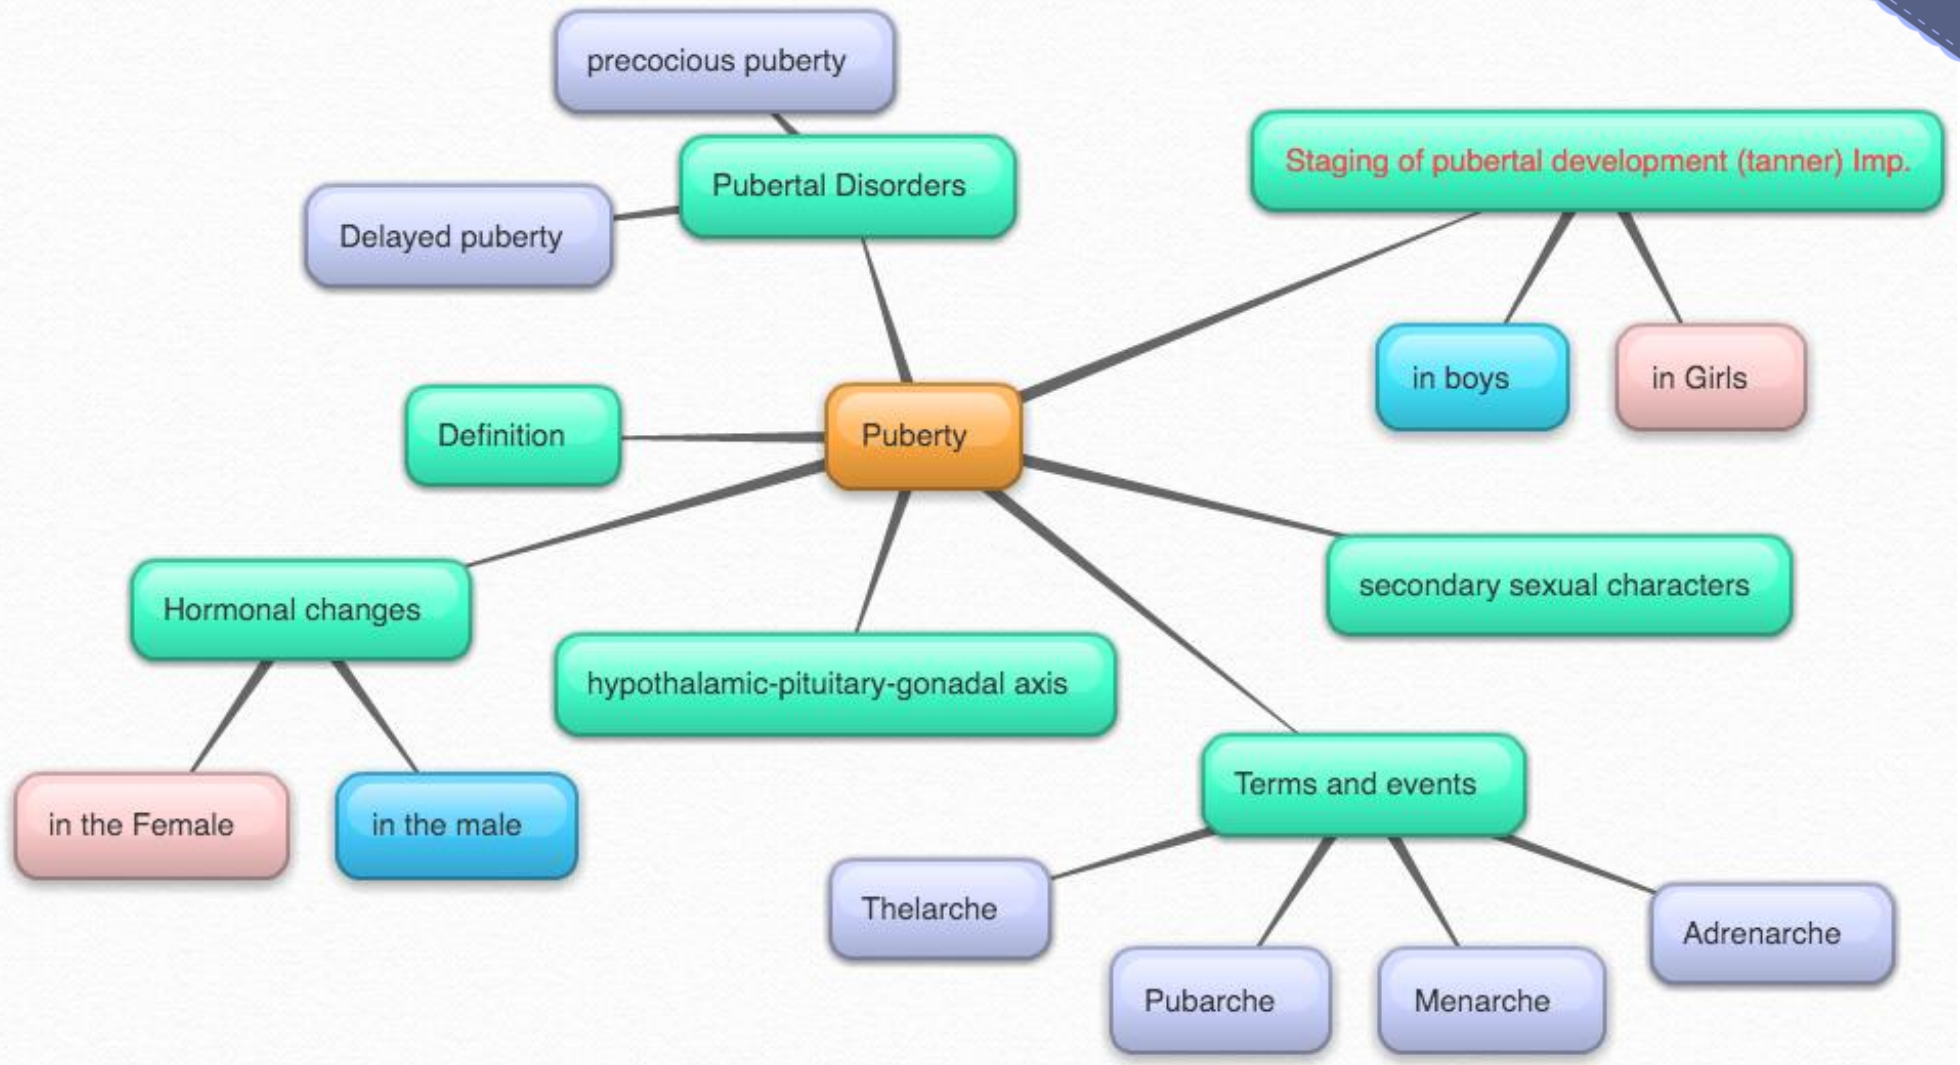 precocious puberty
Staging of pubertal development (tanner) Imp.
Pubertal Disorders
Delayed puberty
in boys
in Girls
Definition
Puberty
secondary sexual characters
Hormonal changes
hypothalamic-pituitary-gonadal axis
Terms and events
in the Female
in the male
Thelarche
Adrenarche
Pubarche
Menarche